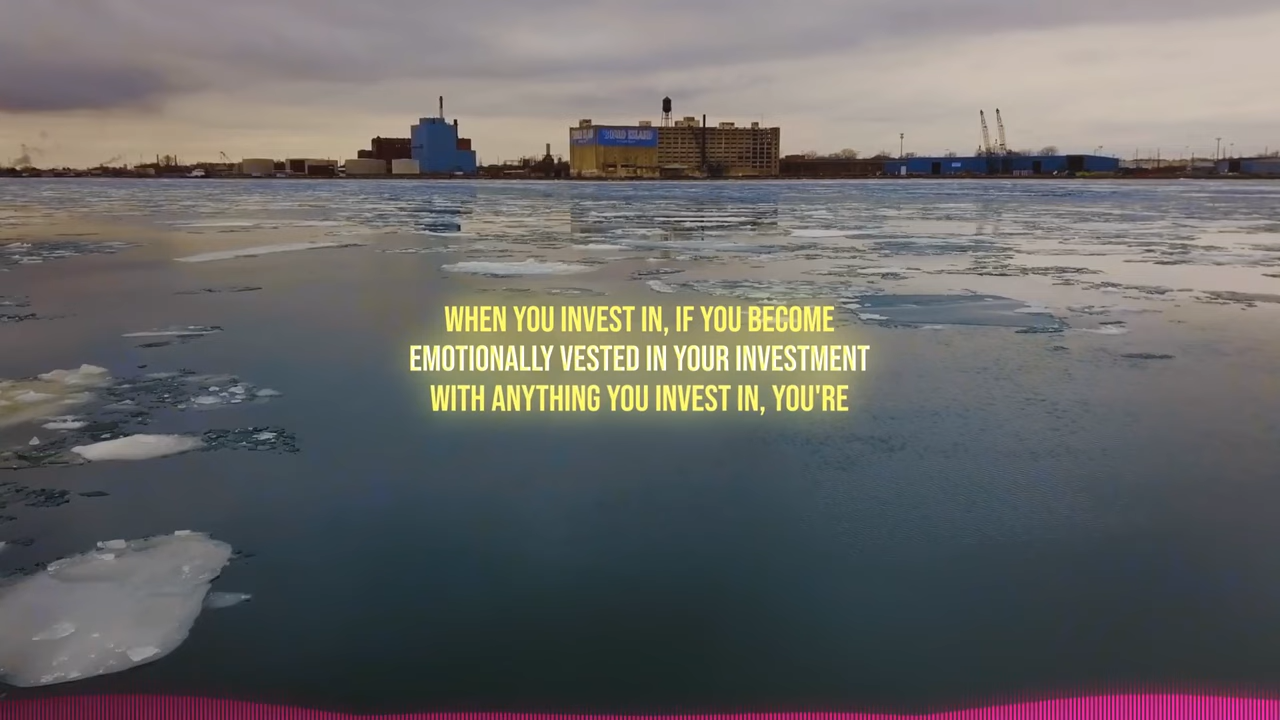 WHEN YOU INVEST IN, IF YOU BECOME
EMOTIONALLY VESTED IN YOUR INVESTMENT
WITH ANYTHING YOU INVEST IN, YOU'RE